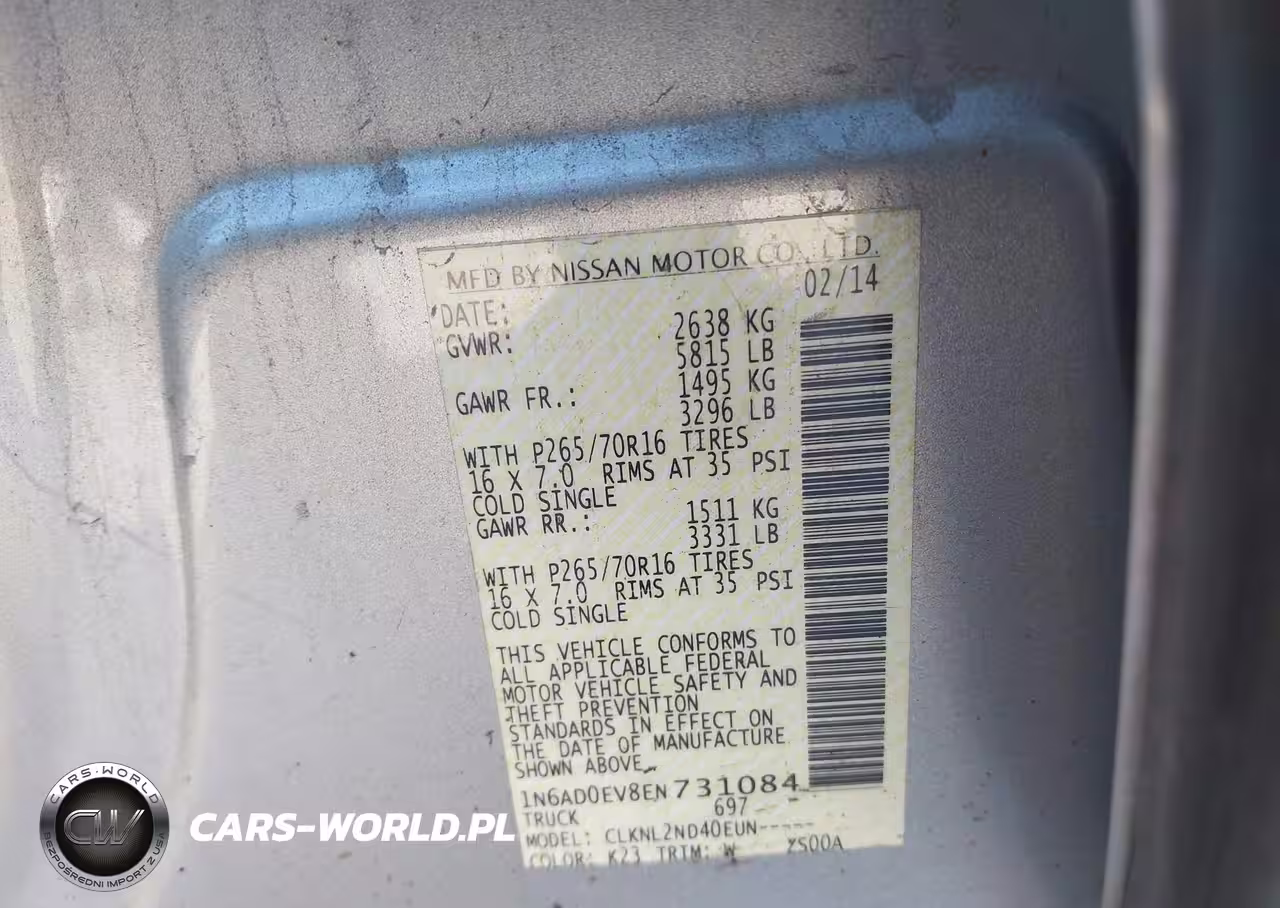 MFD BY NISSAN MOTOR CO., LTD.
DATE: 02/14
GVWR: 2638 KG
5815 LB
GAWR FR.: 1495 KG
3296 LB
WITH P265/70R16 TIRES
16 X 7.0 RIMS AT 35 PSI
COLD SINGLE
GAWR RR.: 1511 KG
3331 LB
WITH P265/70R16 TIRES
16 X 7.0 RIMS AT 35 PSI
COLD SINGLE
THIS VEHICLE CONFORMS TO
ALL APPLICABLE FEDERAL
MOTOR VEHICLE SAFETY AND
THEFT PREVENTION
STANDARDS IN EFFECT ON
THE DATE OF MANUFACTURE
SHOWN ABOVE.
1N6AD0EV8EN731084
TRUCK 697
MODEL: CLKNL2ND40EUN-----
COLOR: K23 TRIM: W
CARS-WORLD
CW
BEZPOŚREDNI IMPORT Z USA
CARS-WORLD.PL